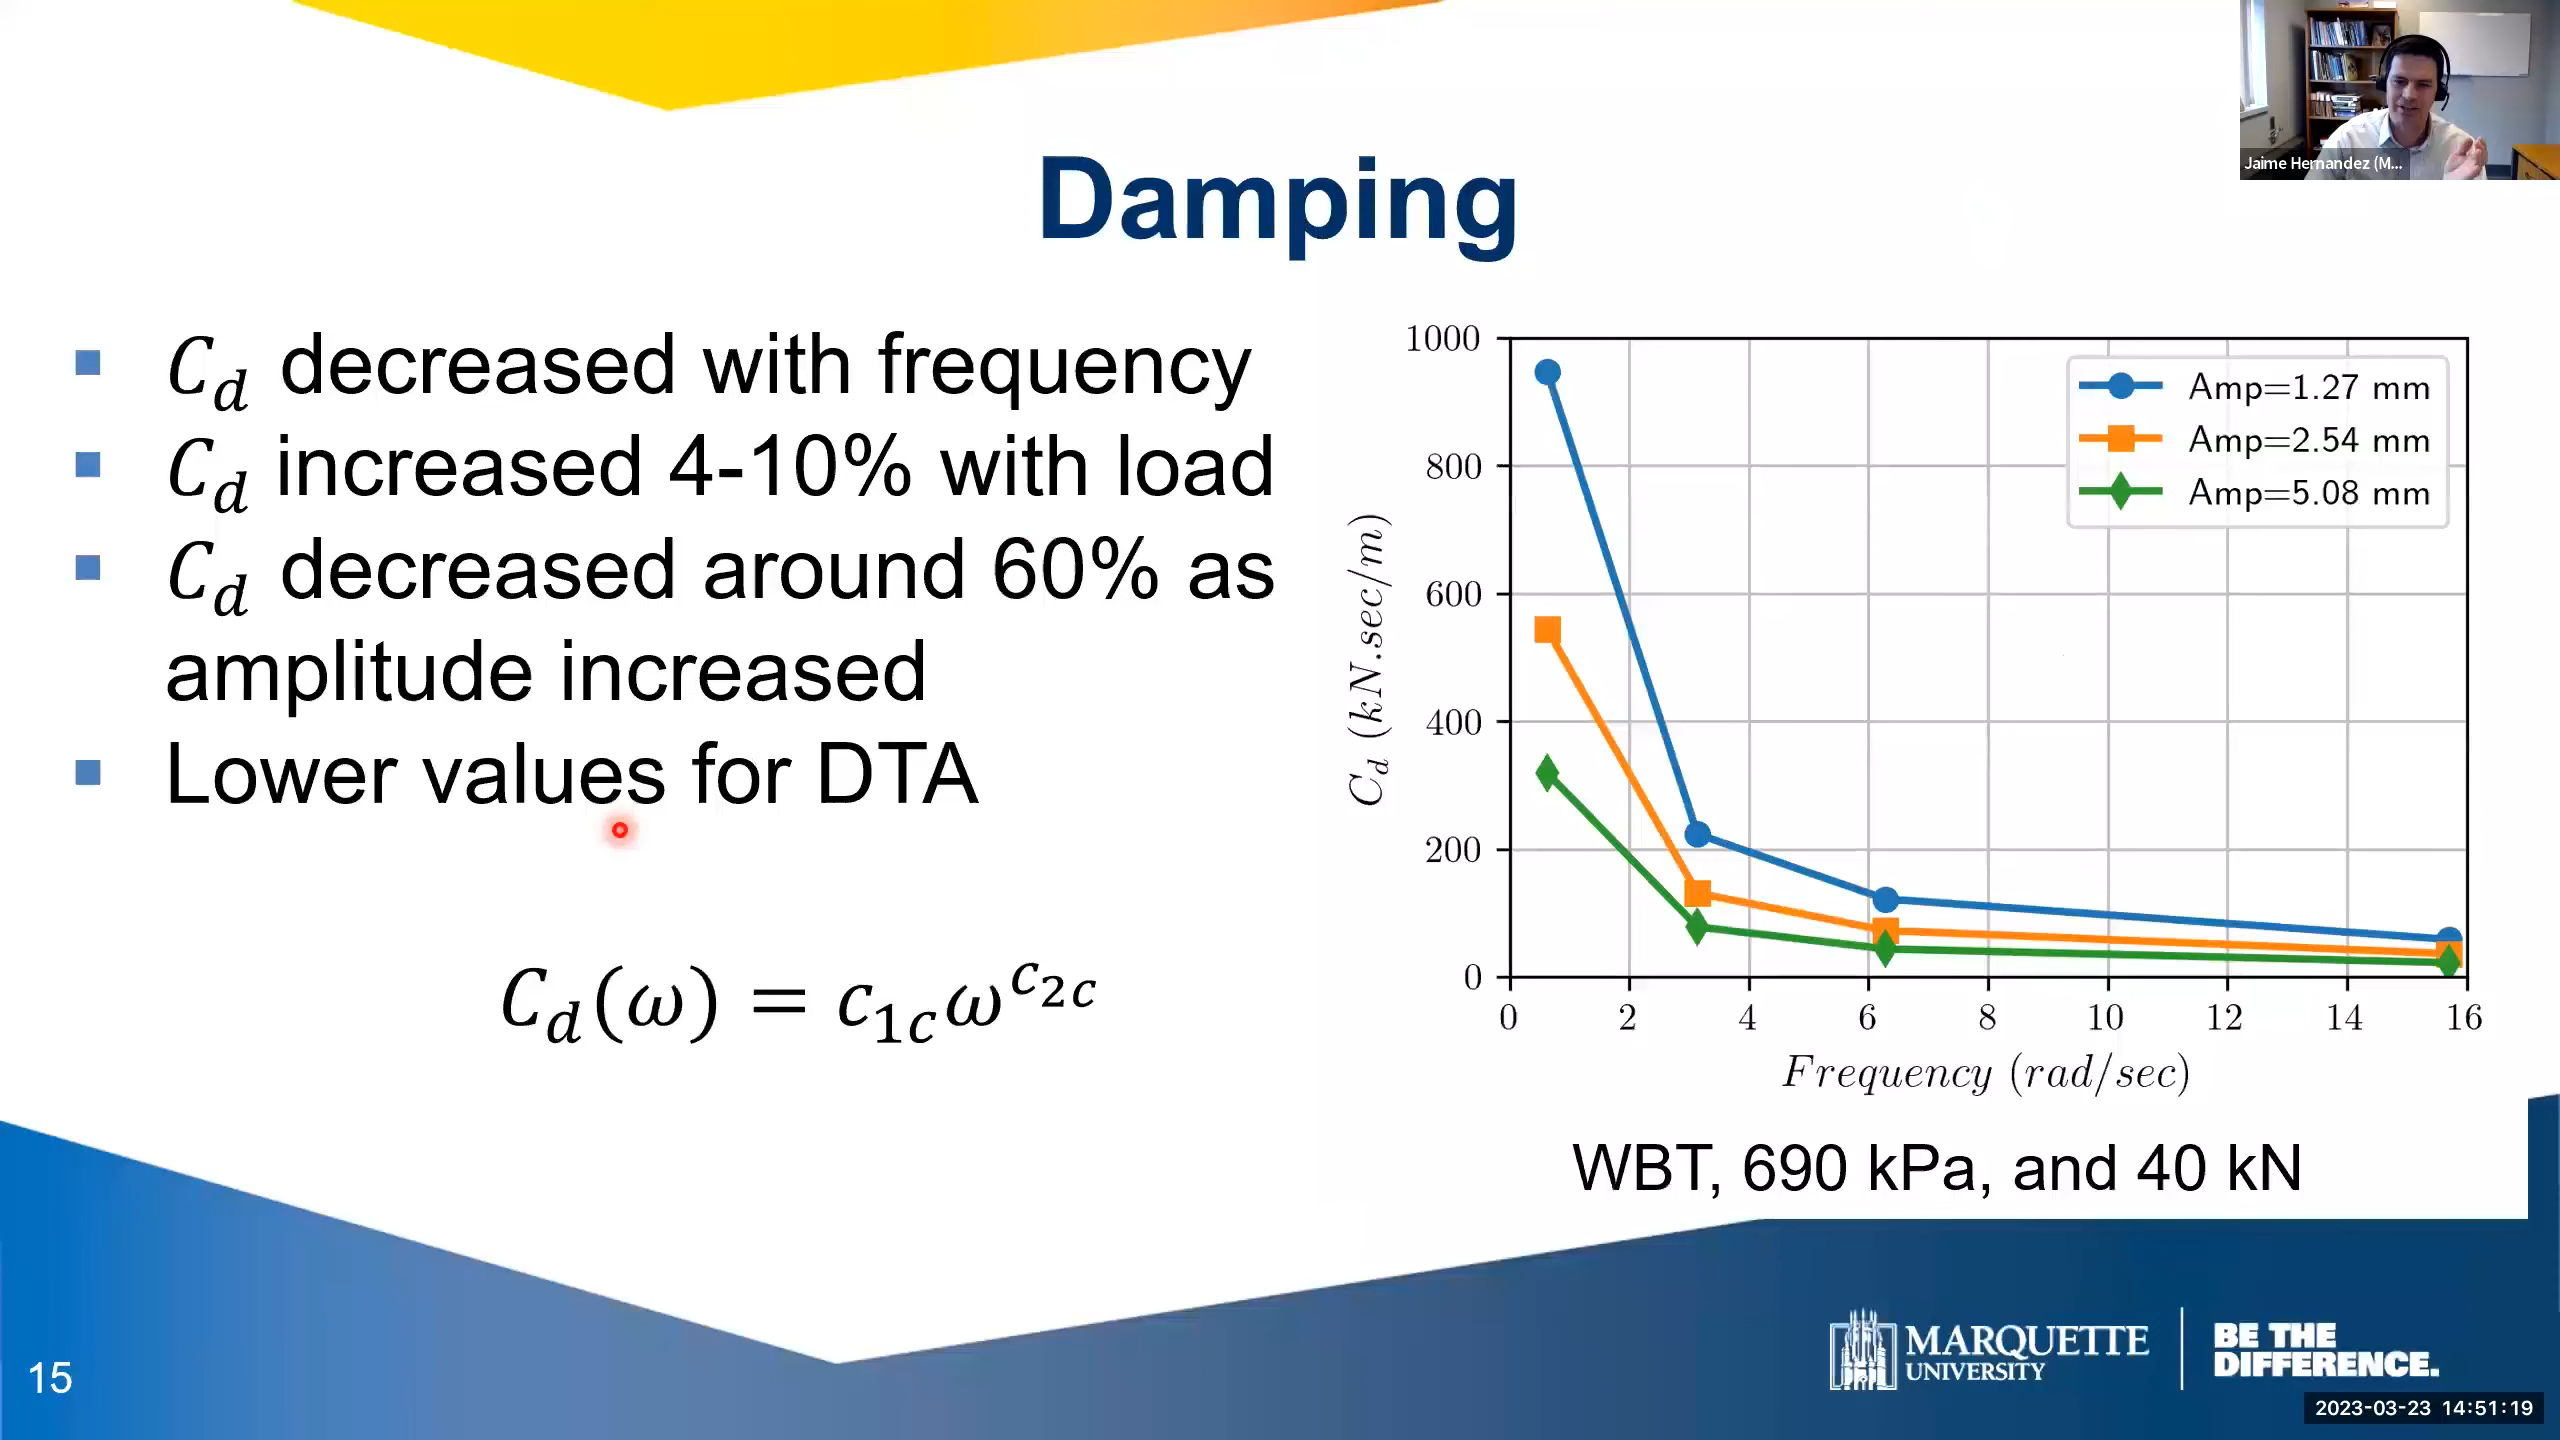 Jaime Hernandez (M...
Damping
▪ C_d decreased with frequency
▪ C_d increased 4-10% with load
▪ C_d decreased around 60% as
amplitude increased
▪ Lower values for DTA
C_d(ω) = c_{1c}ω^{c_{2c}}
1000
800
600
400
200
0
C_d (kN.sec/m)
Amp=1.27 mm
Amp=2.54 mm
Amp=5.08 mm
0 2 4 6 8 10 12 14 16
Frequency (rad/sec)
WBT, 690 kPa, and 40 kN
15
MARQUETTE
UNIVERSITY
BE THE
DIFFERENCE.
2023-03-23 14:51:19